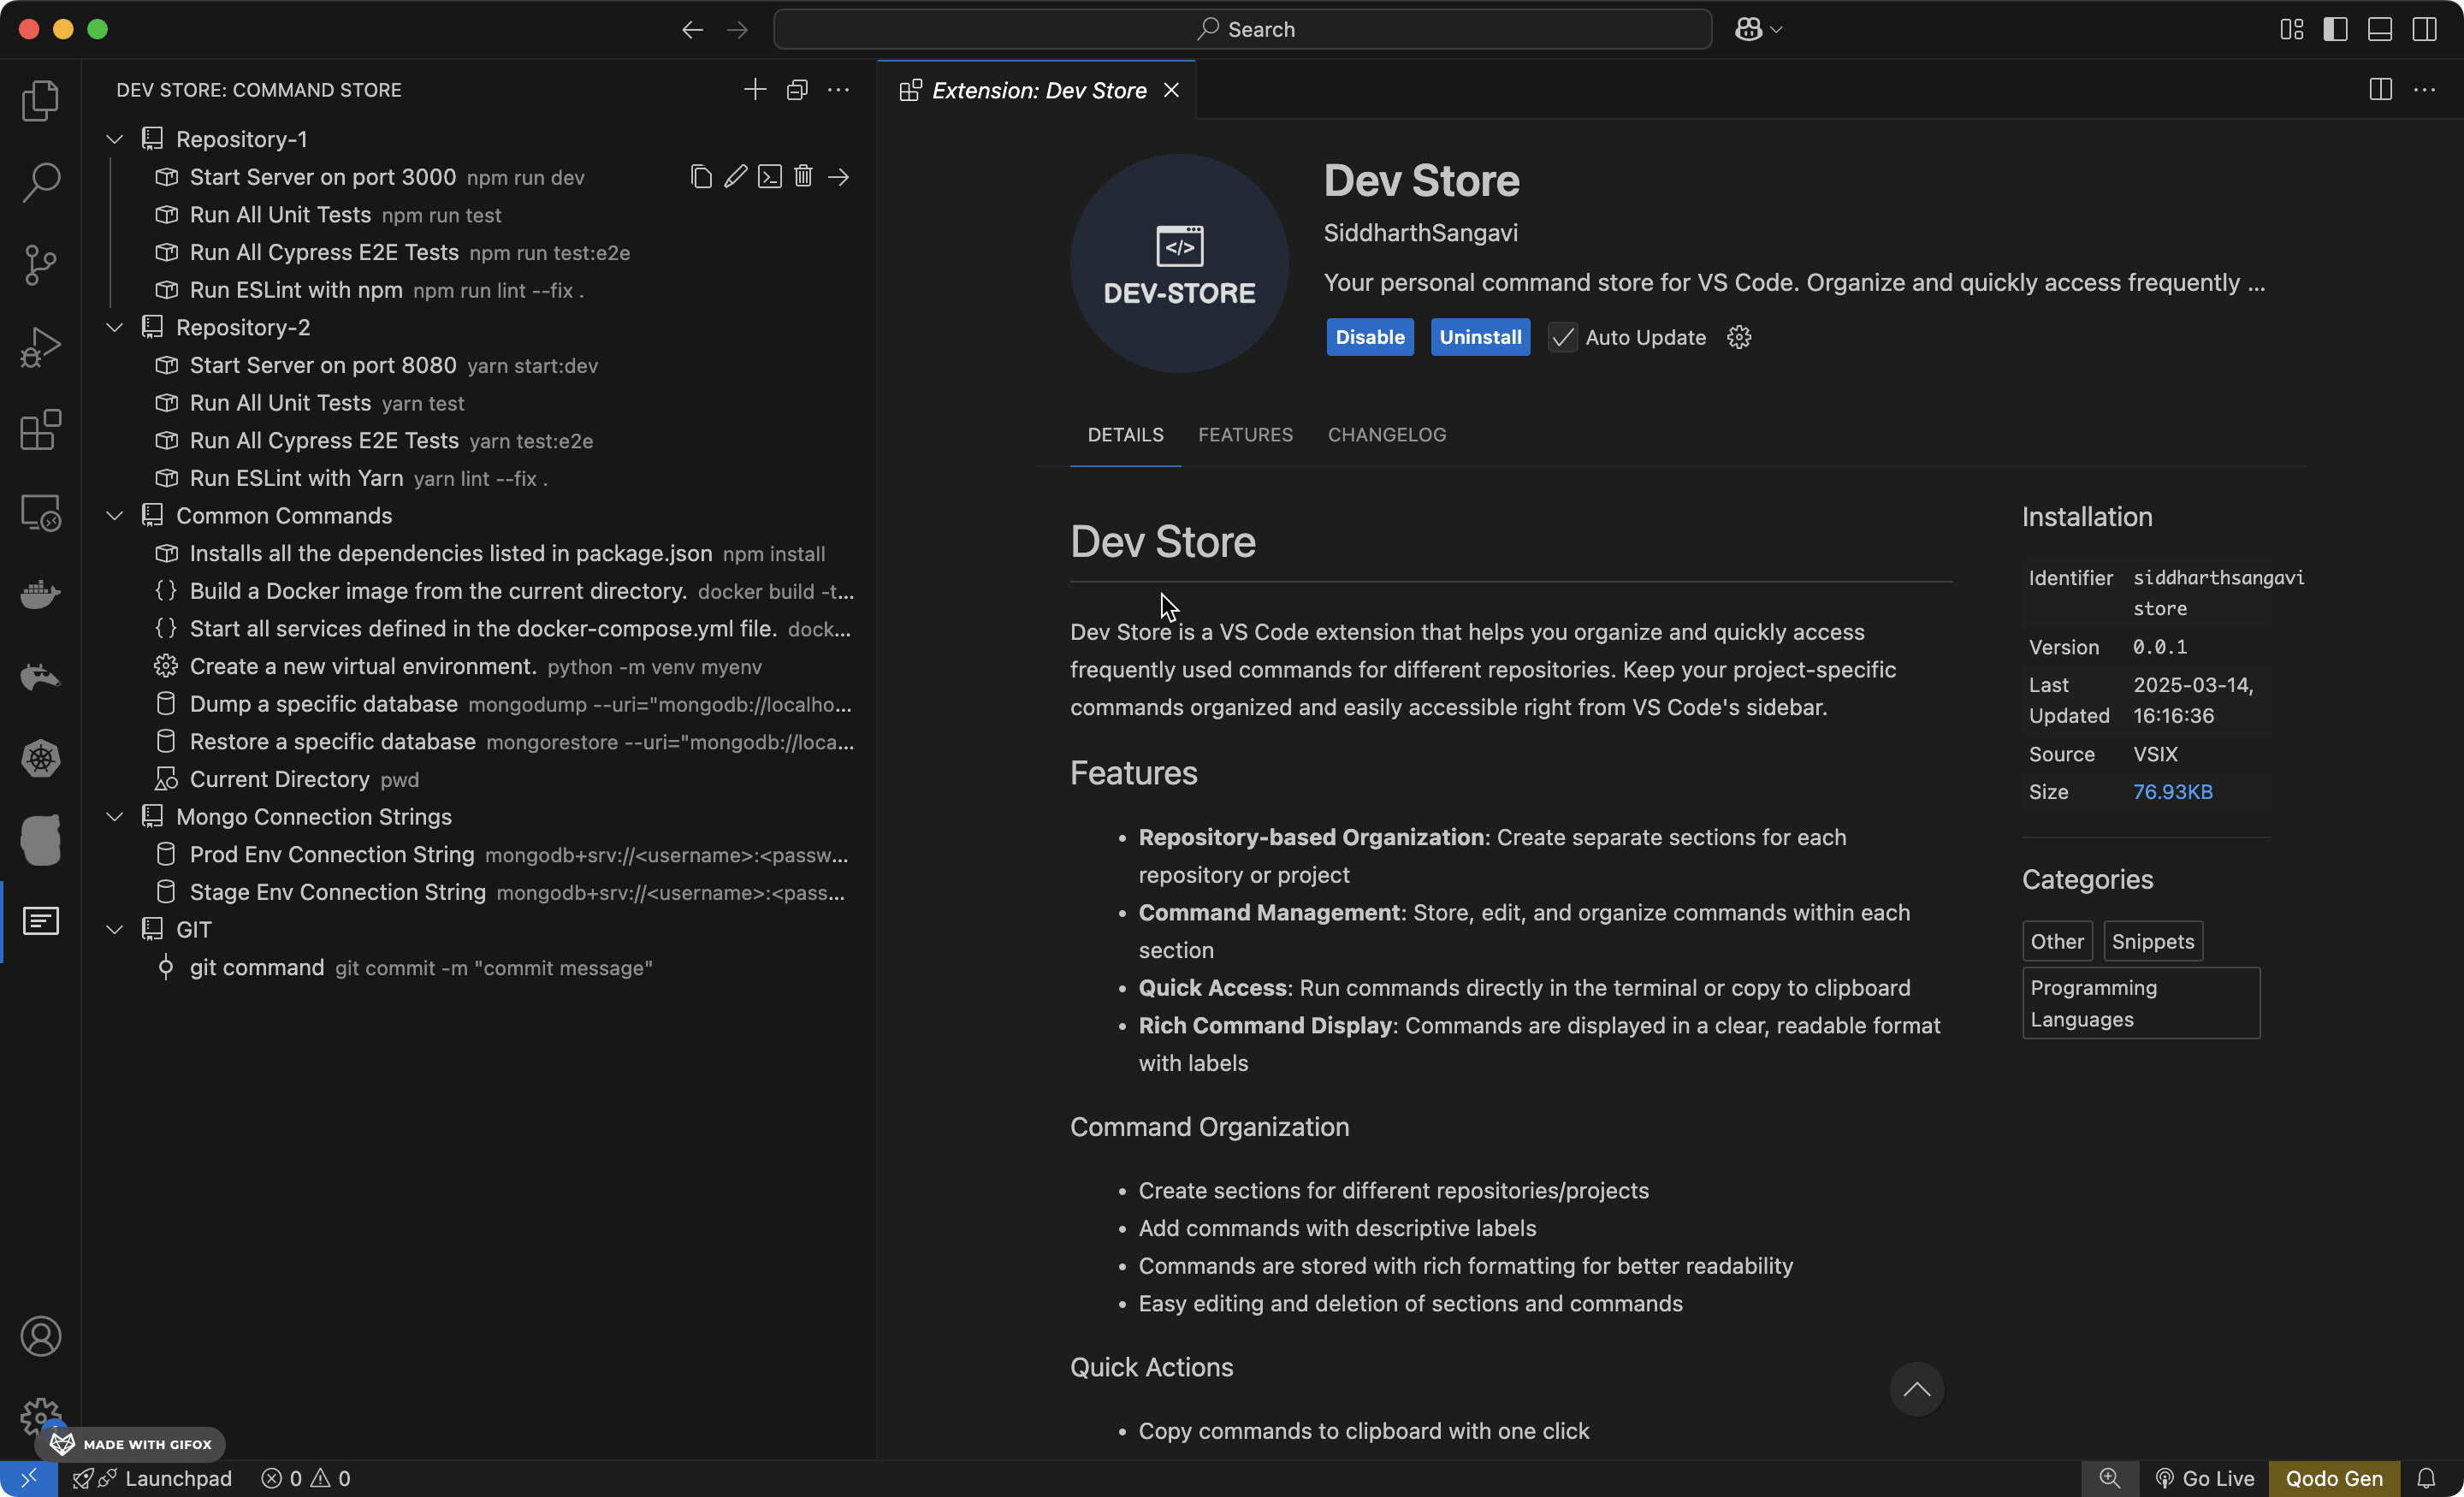 Search
DEV STORE: COMMAND STORE
Repository-1
Start Server on port 3000 npm run dev
Run All Unit Tests npm run test
Run All Cypress E2E Tests npm run test:e2e
Run ESLint with npm npm run lint --fix .
Repository-2
Start Server on port 8080 yarn start:dev
Run All Unit Tests yarn test
Run All Cypress E2E Tests yarn test:e2e
Run ESLint with Yarn yarn lint --fix .
Common Commands
Installs all the dependencies listed in package.json npm install
Build a Docker image from the current directory. docker build -t...
Start all services defined in the docker-compose.yml file. dock...
Create a new virtual environment. python -m venv myenv
Dump a specific database mongodump --uri="mongodb://localho...
Restore a specific database mongorestore --uri="mongodb://loca...
Current Directory pwd
Mongo Connection Strings
Prod Env Connection String mongodb+srv://<username>:<passw...
Stage Env Connection String mongodb+srv://<username>:<pass...
GIT
git command git commit -m "commit message"
Extension: Dev Store
</>
DEV-STORE
Dev Store
SiddharthSangavi
Your personal command store for VS Code. Organize and quickly access frequently ...
Disable Uninstall Auto Update
DETAILS FEATURES CHANGELOG
Dev Store
Dev Store is a VS Code extension that helps you organize and quickly access
frequently used commands for different repositories. Keep your project-specific
commands organized and easily accessible right from VS Code's sidebar.
Features
• Repository-based Organization: Create separate sections for each
repository or project
• Command Management: Store, edit, and organize commands within each
section
• Quick Access: Run commands directly in the terminal or copy to clipboard
• Rich Command Display: Commands are displayed in a clear, readable format
with labels
Command Organization
• Create sections for different repositories/projects
• Add commands with descriptive labels
• Commands are stored with rich formatting for better readability
• Easy editing and deletion of sections and commands
Quick Actions
• Copy commands to clipboard with one click
Installation
Identifier siddharthsangavi
store
Version 0.0.1
Last 2025-03-14,
Updated 16:16:36
Source VSIX
Size 76.93KB
Categories
Other Snippets
Programming
Languages
MADE WITH GIFOX
Launchpad 0 0
Go Live Qodo Gen